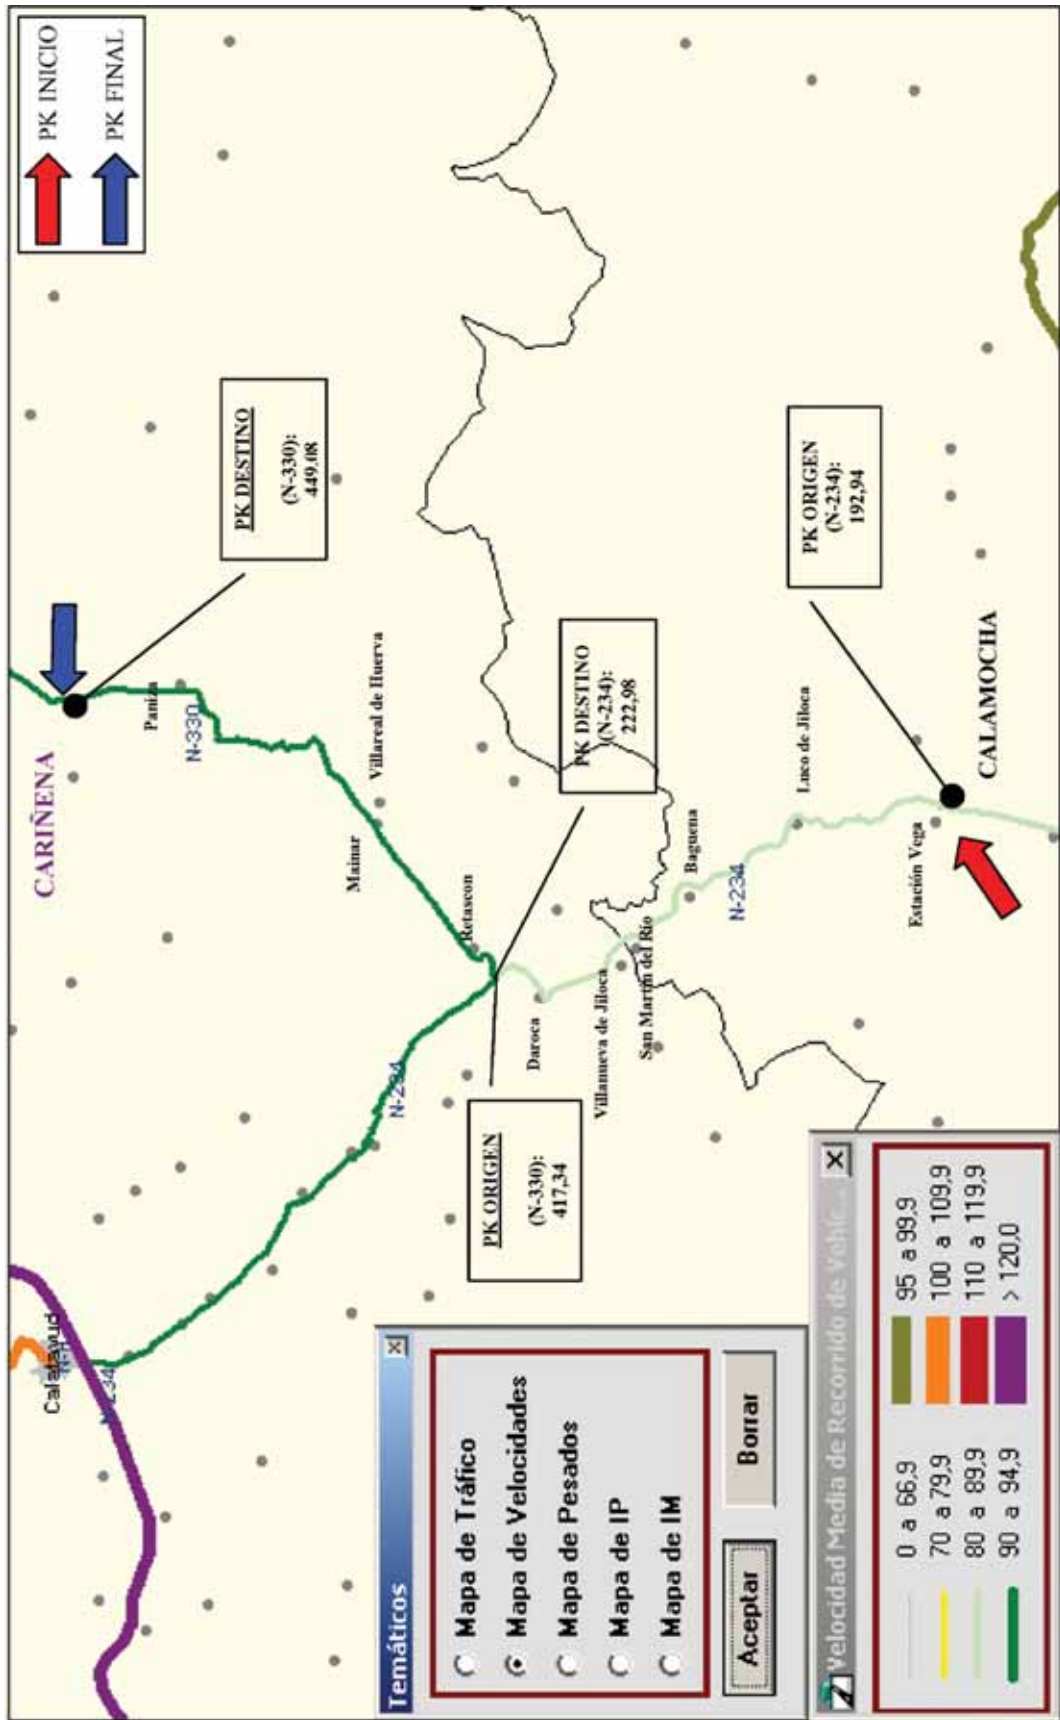 PK INICIO
PK FINAL
CARIÑENA
PK DESTINO
(N-330):
449.08
Paniza
N-330
Villareal de Huerva
Mainar
Retascon
PK DESTINO
(N-234):
222,98
PK ORIGEN
(N-330):
417,34
Daroca
Villanueva de Jiloca
San Martín del Río
Baguena
N-234
Luco de Jiloca
PK ORIGEN
(N-234):
192,94
Estación Vega
CALAMOCHA
N-234
Calatayud
N-234
Temáticos
Mapa de Tráfico
Mapa de Velocidades
Mapa de Pesados
Mapa de IP
Mapa de IM
Aceptar
Borrar
Velocidad Media de Recorrido de Vehíc...
0 a 66,9
70 a 79,9
80 a 89,9
90 a 94,9
95 a 99,9
100 a 109,9
110 a 119,9
> 120,0